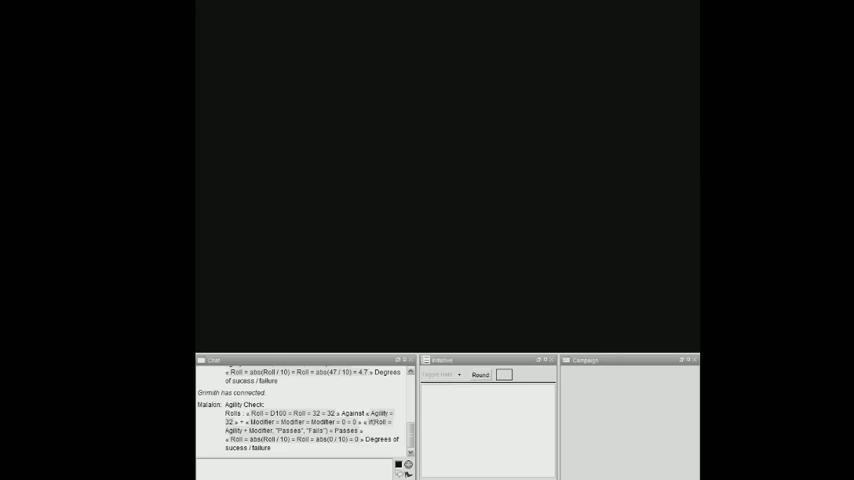 Chat
« Roll = abs(Roll / 10) = Roll = abs(47 / 10) = 4.7 » Degrees
of sucess / failure
Grimith has connected.
Malakin: Agility Check:
Rolls : « Roll = D100 = Roll = 32 = 32 » Against « Agility =
32 » + « Modifier = Modifier = Modifier = 0 = 0 » « if(Roll =
Agility + Modifier, "Passes", "Fails") = Passes »
« Roll = abs(Roll / 10) = Roll = abs(0 / 10) = 0 » Degrees of
sucess / failure
Initiative
Toggle Hold
Round:
Campaign